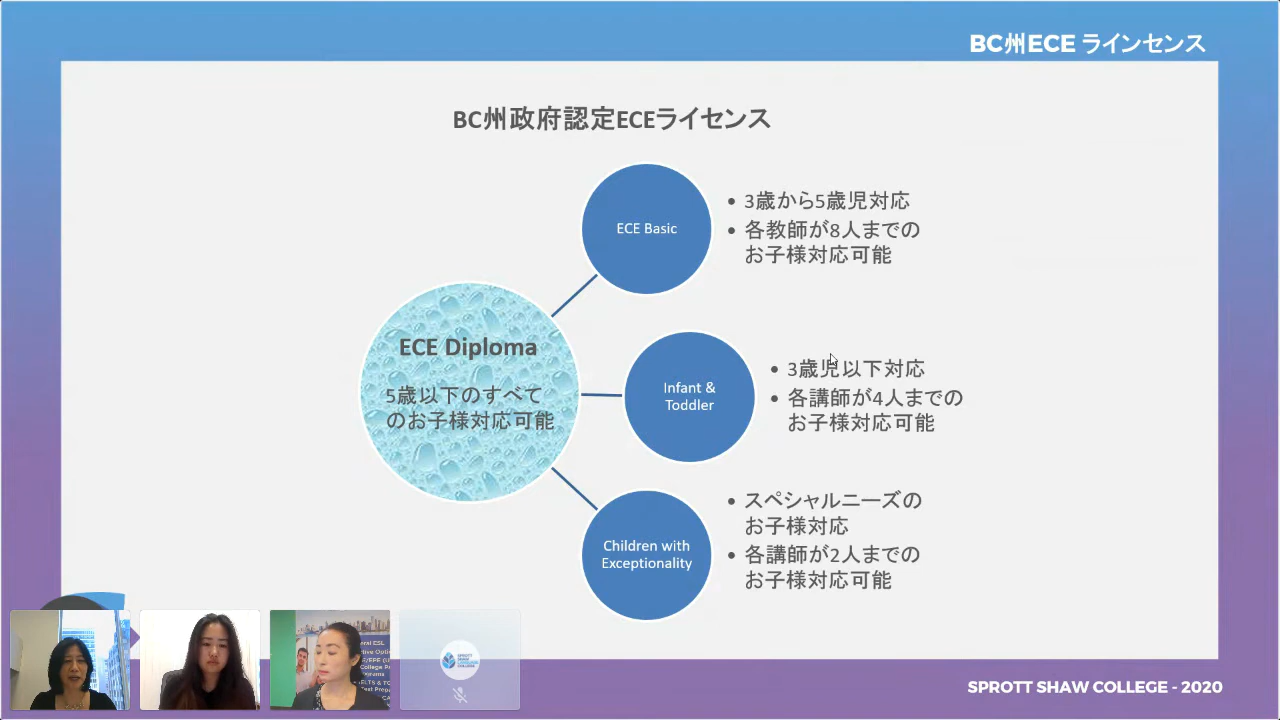 BC州ECE ラインセンス
BC州政府認定ECEライセンス
ECE Basic
• 3歳から5歳児対応
• 各教師が8人までの
お子様対応可能
ECE Diploma
5歳以下のすべて
のお子様対応可能
Infant &
Toddler
• 3歳児以下対応
• 各講師が4人までの
お子様対応可能
Children with
Exceptionality
• スペシャルニーズの
お子様対応
• 各講師が2人までの
お子様対応可能
SPROTT
SHAW
LANGUAGE
COLLEGE
SPROTT SHAW COLLEGE - 2020